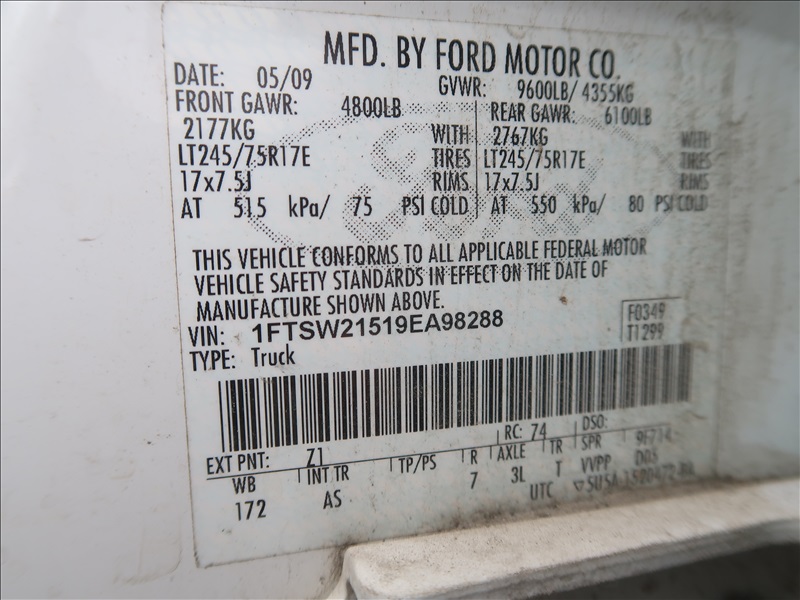 MFD. BY FORD MOTOR CO.
DATE: 05/09 GVWR: 9600LB/ 4355KG
FRONT GAWR: 4800LB REAR GAWR: 6100LB
2177KG WITH 2767KG WITH
LT245/75R17E TIRES LT245/75R17E TIRES
17x7.5J RIMS 17x7.5J RIMS
AT 515 kPa/ 75 PSI COLD AT 550 kPa/ 80 PSI COLD
THIS VEHICLE CONFORMS TO ALL APPLICABLE FEDERAL MOTOR
VEHICLE SAFETY STANDARDS IN EFFECT ON THE DATE OF
MANUFACTURE SHOWN ABOVE.
VIN: 1FTSW21519EA98288 F0349
TYPE: Truck T1299
EXT PNT: Z1 RC: 74 DSO:
WB INT TR TP/PS R AXLE TR SPR
172 AS 7 3L T VVPP
UTC